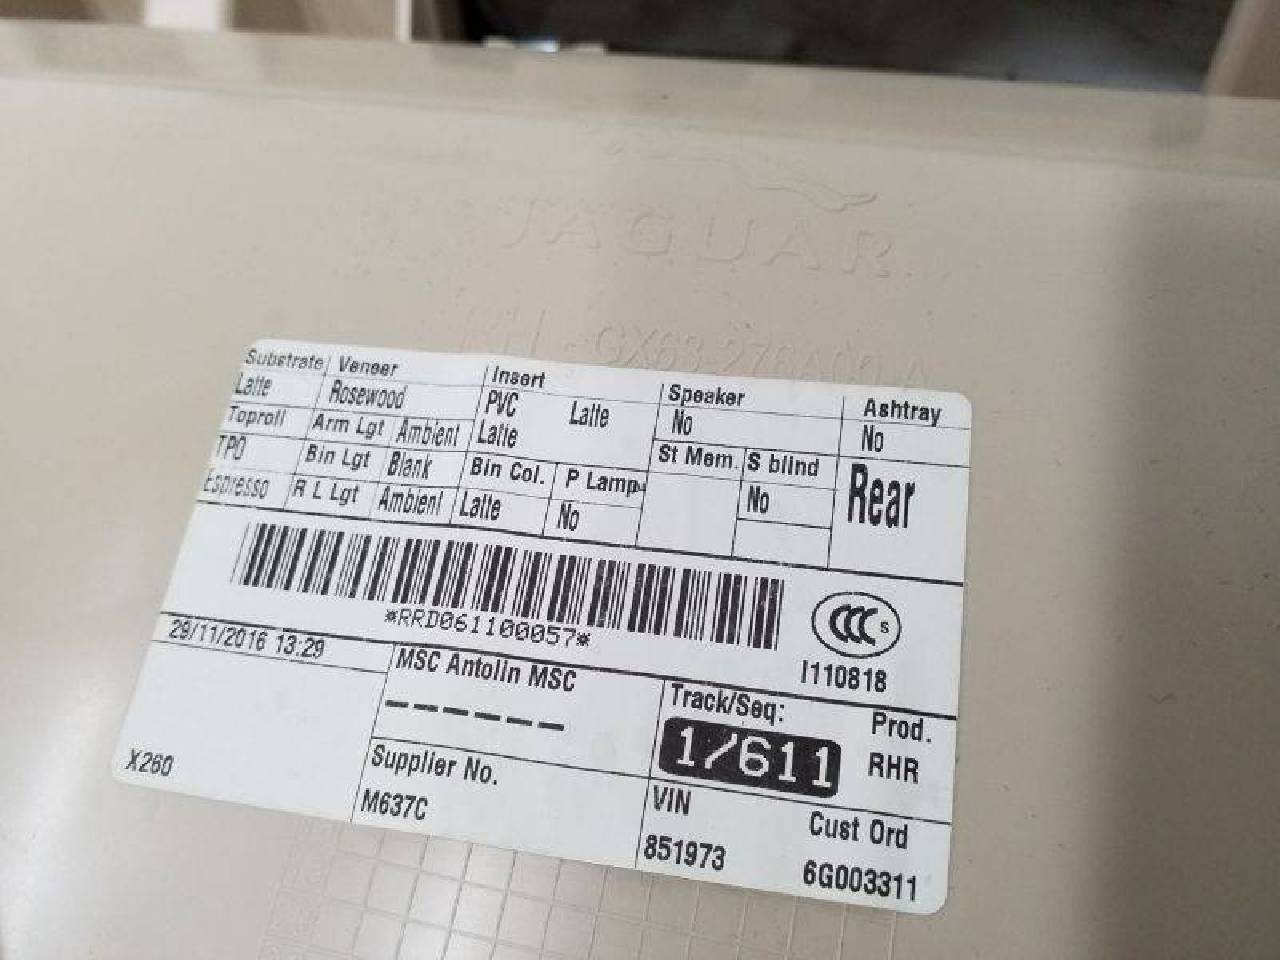 JAGUAR
GX63-276A00-A
Substrate Veneer Insert Speaker Ashtray
Latte Rosewood PVC Latte No No
Toproll Arm Lgt Ambient Latte St Mem. S blind Rear
TPO Bin Lgt Blank Bin Col. P Lamp No
Espresso R L Lgt Ambient Latte No
*RRD061100057*
CCC S
I110818
29/11/2016 13:29 MSC Antolin MSC Track/Seq: Prod.
------ 1/611 RHR
X260 Supplier No. VIN Cust Ord
M637C 851973 6G003311